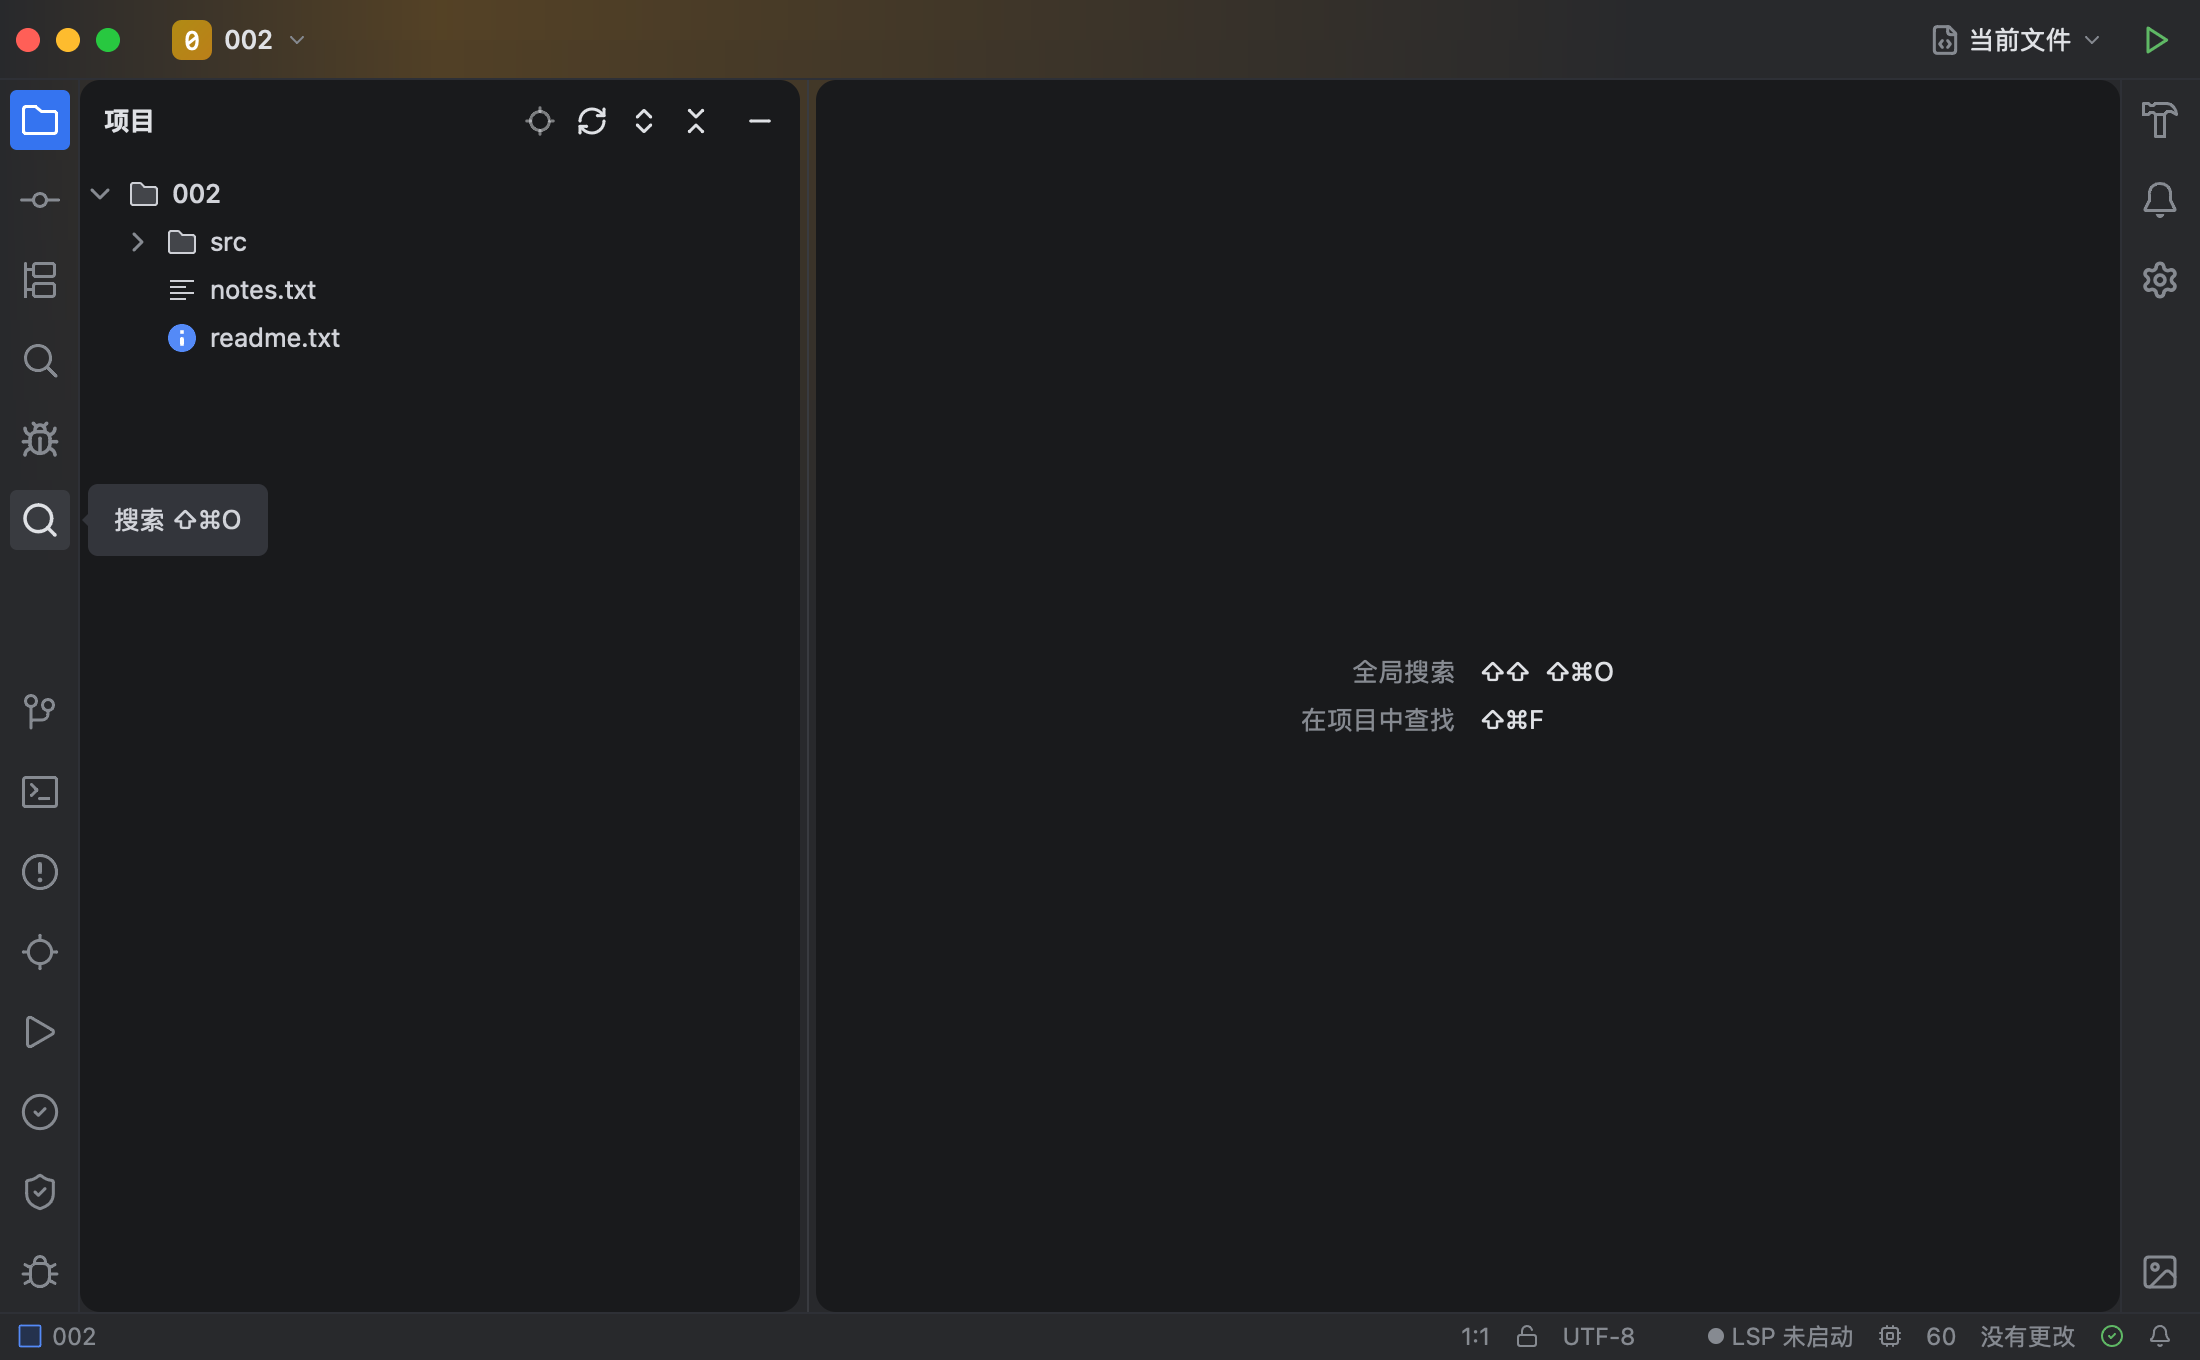 0 002
当前文件
项目
002
src
notes.txt
readme.txt
搜索 ⇧⌘O
全局搜索 ⇧⇧ ⇧⌘O
在项目中查找 ⇧⌘F
002
1:1
UTF-8
LSP 未启动
60
没有更改